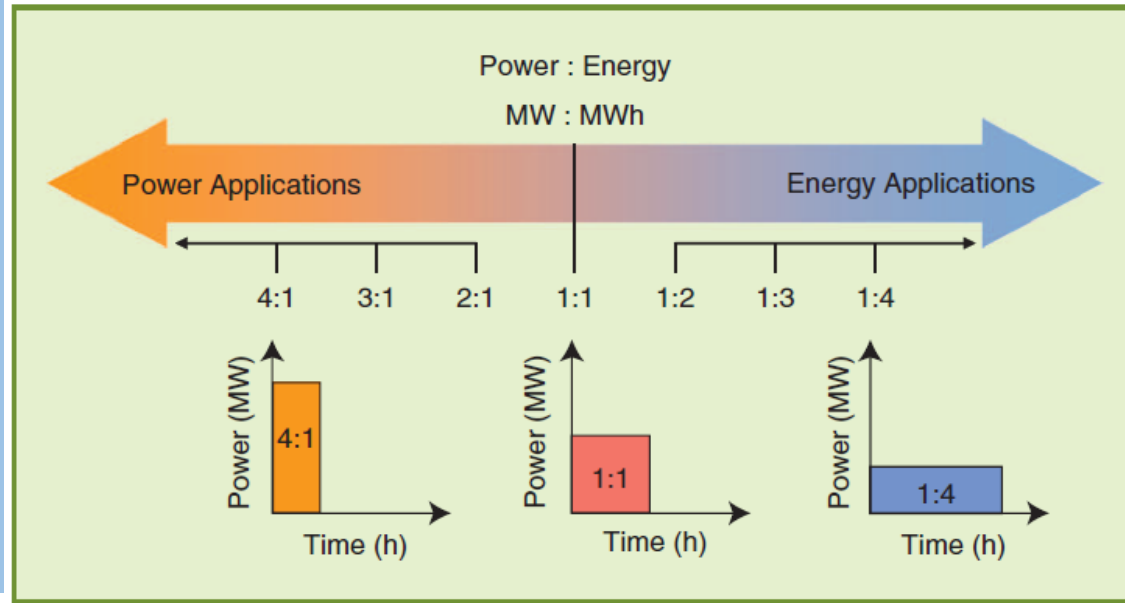 Power : Energy
MW : MWh
Power Applications
Energy Applications
4:1
3:1
2:1
1:1
1:2
1:3
1:4
Power (MW)
4:1
Time (h)
Power (MW)
1:1
Time (h)
Power (MW)
1:4
Time (h)